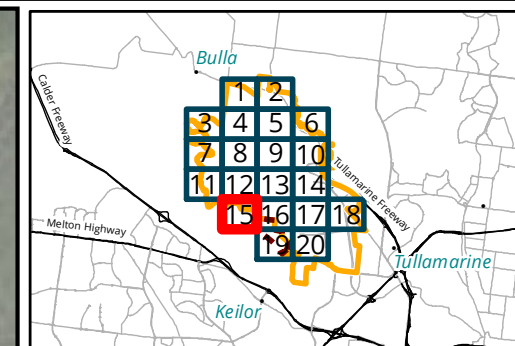 Bulla
Calder Freeway
1 2
3 4 5 6
7 8 9 10
11 12 13 14
Tullamarine Freeway
15 16 17 18
Melton Highway
19 20
Tullamarine
Keilor